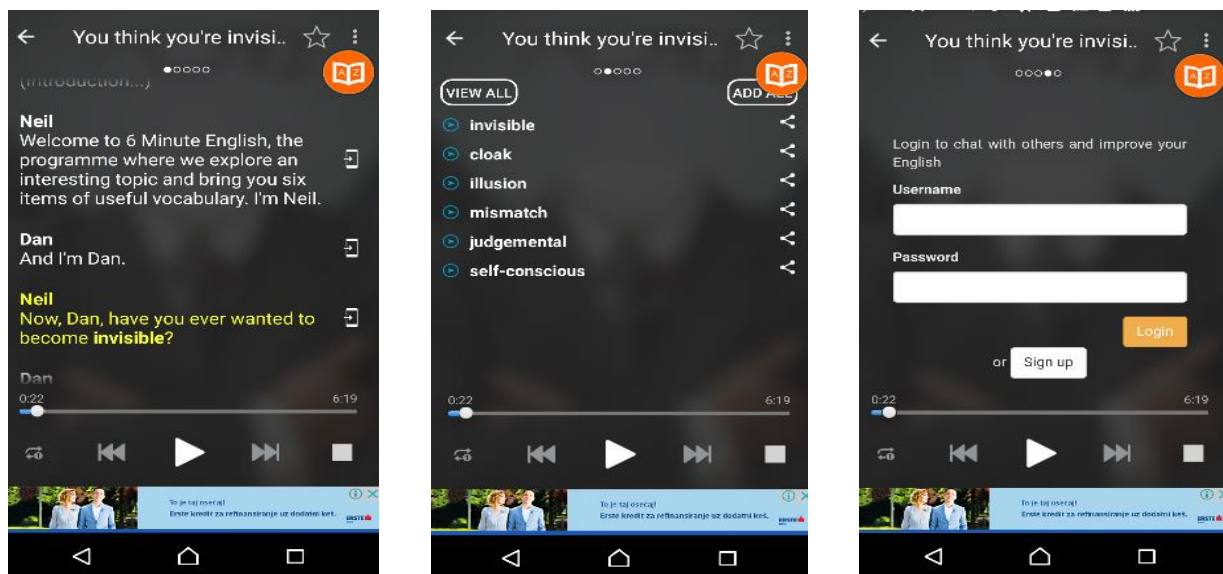 You think you're invisi..
(introduction...)
Neil
Welcome to 6 Minute English, the
programme where we explore an
interesting topic and bring you six
items of useful vocabulary. I'm Neil.
Dan
And I'm Dan.
Neil
Now, Dan, have you ever wanted to
become invisible?
Dan
0:22 6:19
To je taj osećaj!
Erste kredit za refinansiranje uz dodatni keš.
ERSTE
You think you're invisi..
VIEW ALL
ADD ALL
invisible
cloak
illusion
mismatch
judgemental
self-conscious
0:22 6:19
To je taj osećaj!
Erste kredit za refinansiranje uz dodatni keš.
ERSTE
You think you're invisi..
Login to chat with others and improve your
English
Username
Password
Login
or Sign up
0:22 6:19
To je taj osećaj!
Erste kredit za refinansiranje uz dodatni keš.
ERSTE